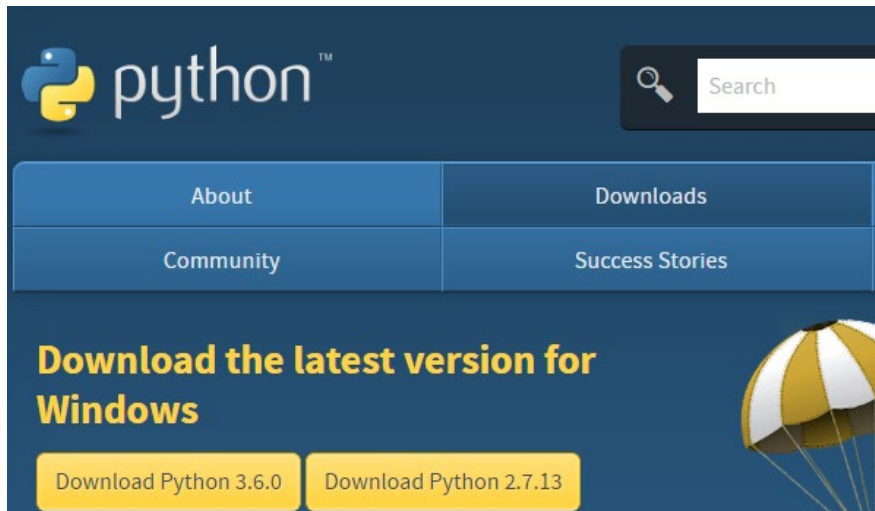 python™
Search
About
Downloads
Community
Success Stories
Download the latest version for
Windows
Download Python 3.6.0
Download Python 2.7.13